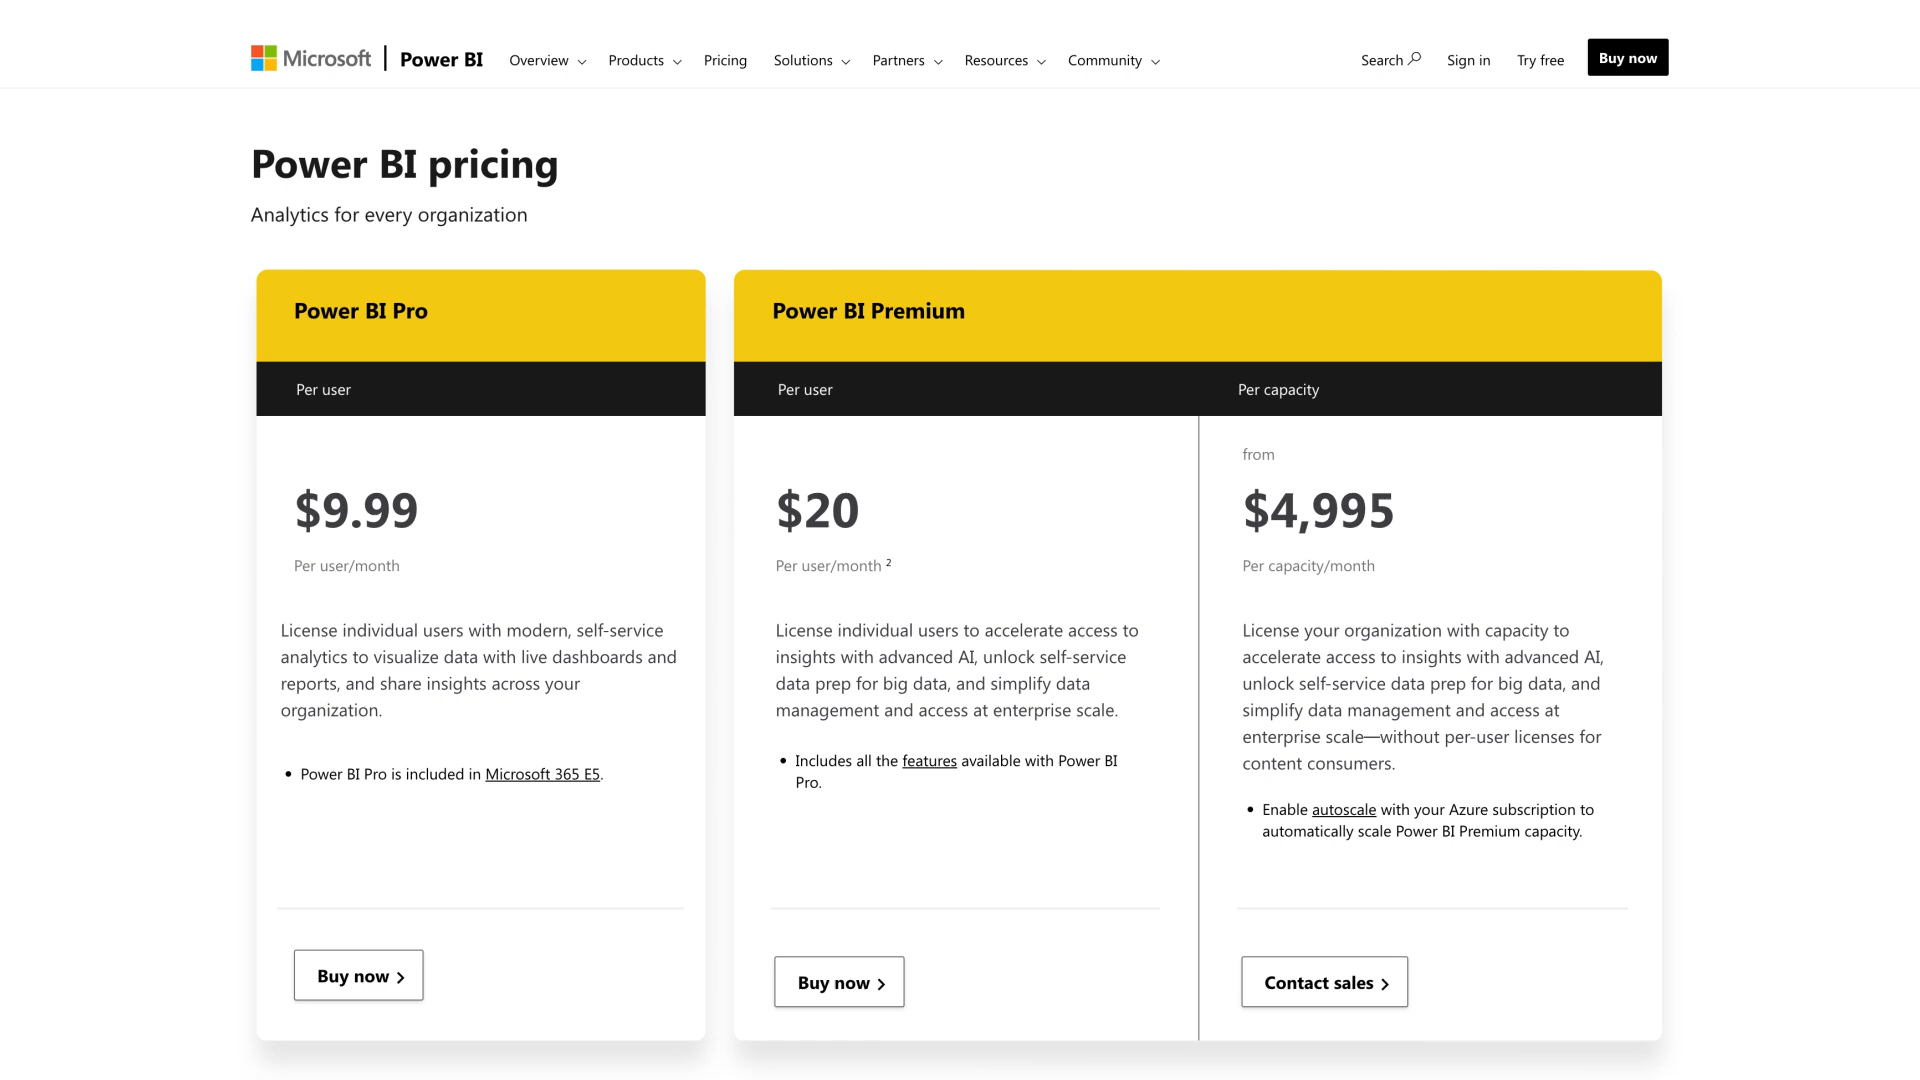 Microsoft | Power BI Overview Products Pricing Solutions Partners Resources Community Search Sign in Try free Buy now
Power BI pricing
Analytics for every organization
Power BI Pro
Per user
$9.99
Per user/month
License individual users with modern, self-service
analytics to visualize data with live dashboards and
reports, and share insights across your
organization.
• Power BI Pro is included in Microsoft 365 E5.
Buy now >
Power BI Premium
Per user
$20
Per user/month ²
License individual users to accelerate access to
insights with advanced AI, unlock self-service
data prep for big data, and simplify data
management and access at enterprise scale.
• Includes all the features available with Power BI
Pro.
Buy now >
Per capacity
from
$4,995
Per capacity/month
License your organization with capacity to
accelerate access to insights with advanced AI,
unlock self-service data prep for big data, and
simplify data management and access at
enterprise scale—without per-user licenses for
content consumers.
• Enable autoscale with your Azure subscription to
automatically scale Power BI Premium capacity.
Contact sales >